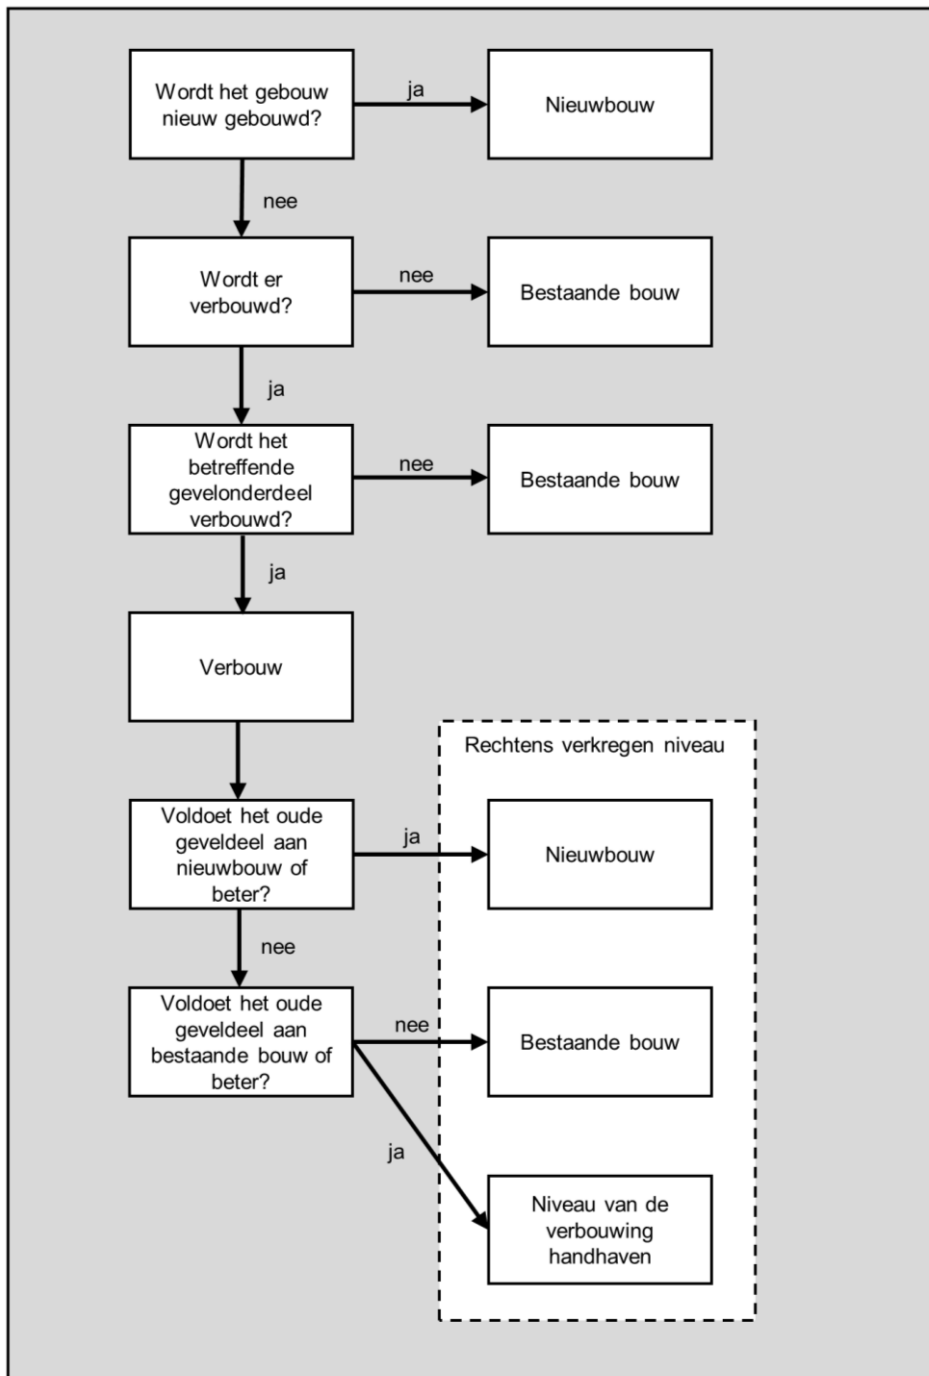 Wordt het gebouw
nieuw gebouwd?
ja
Nieuwbouw
nee
Wordt er
verbouwd?
nee
Bestaande bouw
ja
Wordt het
betreffende
gevelonderdeel
verbouwd?
nee
Bestaande bouw
ja
Verbouw
Rechtens verkregen niveau
Voldoet het oude
geveldeel aan
nieuwbouw of
beter?
ja
Nieuwbouw
nee
Voldoet het oude
geveldeel aan
bestaande bouw of
beter?
nee
Bestaande bouw
ja
Niveau van de
verbouwing
handhaven